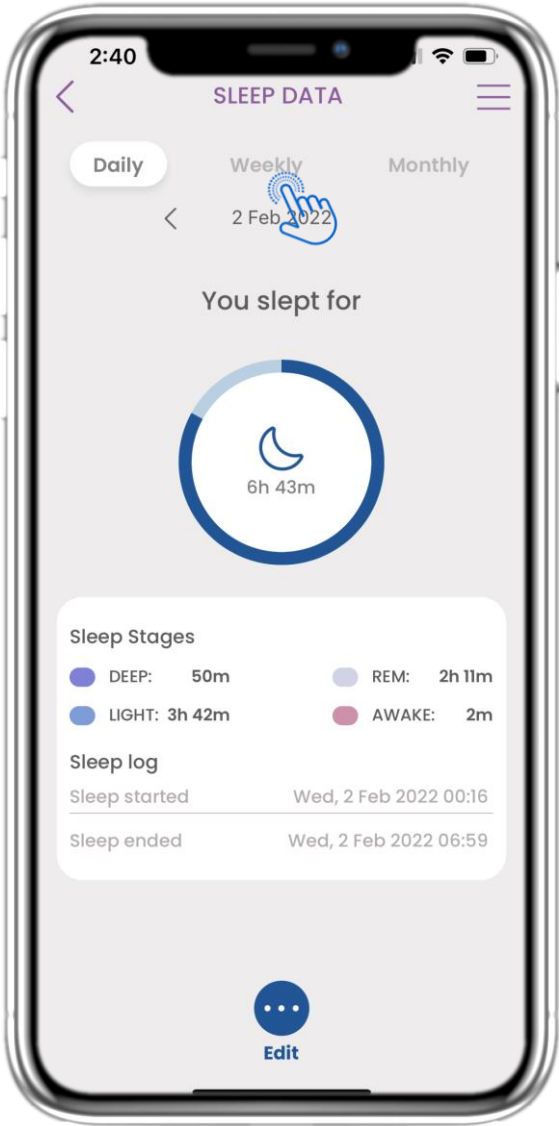 2:40
SLEEP DATA
Daily Weekly Monthly
2 Feb 2022
You slept for
6h 43m
Sleep Stages
DEEP: 50m REM: 2h 11m
LIGHT: 3h 42m AWAKE: 2m
Sleep log
Sleep started Wed, 2 Feb 2022 00:16
Sleep ended Wed, 2 Feb 2022 06:59
Edit